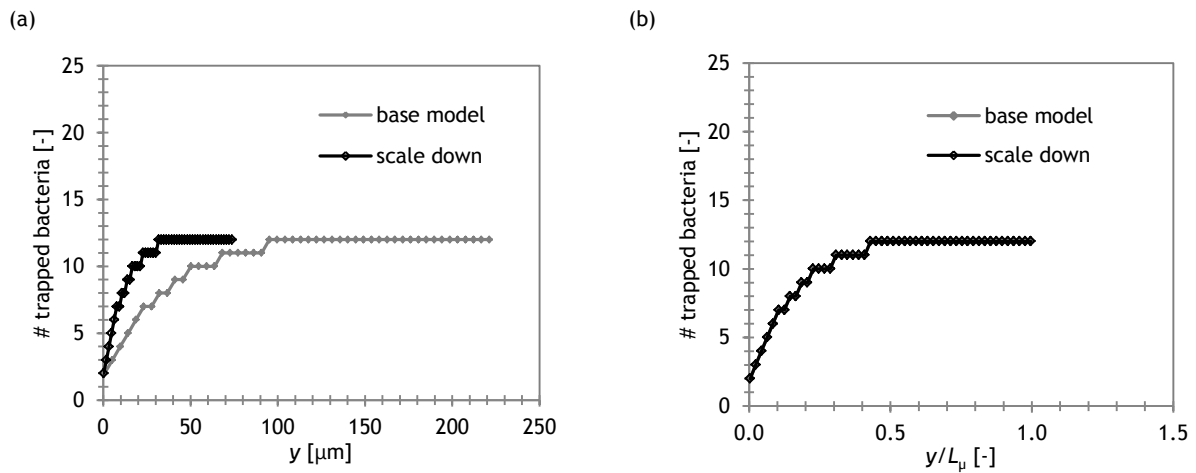 (a)
25
20
15
10
5
0
# trapped bacteria [-]
base model
scale down
0 50 100 150 200 250
y [µm]
(b)
25
20
15
10
5
0
# trapped bacteria [-]
base model
scale down
0.0 0.5 1.0 1.5
y/Lµ [-]